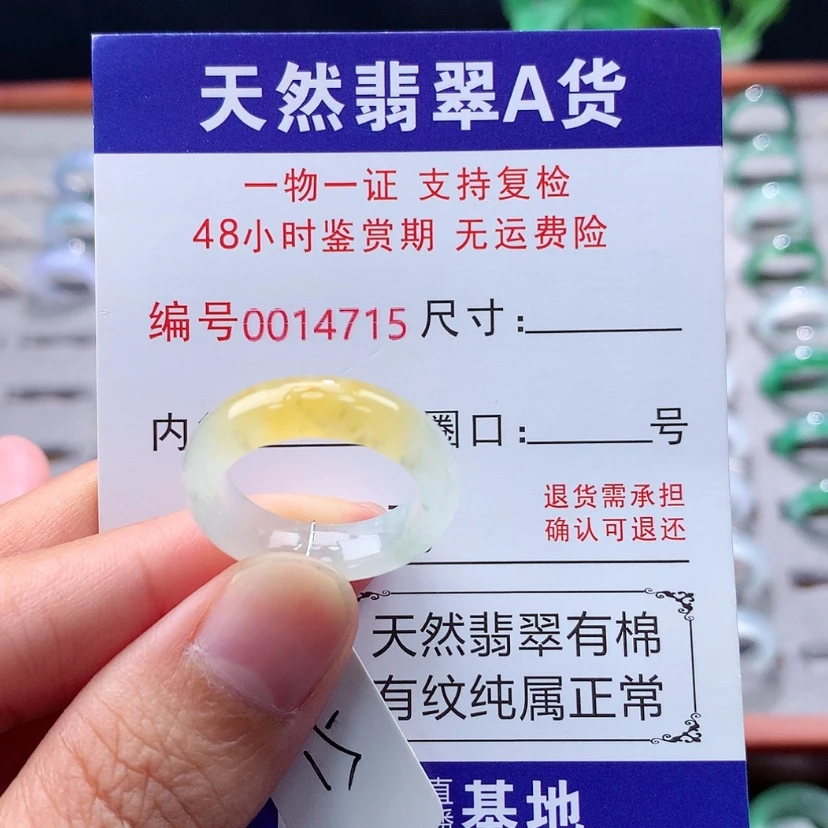 天然翡翠A货
一物一证 支持复检
48小时鉴赏期 无运费险
编号0014715 尺寸:
内 圈口: 号
退货需承担
确认可退还
天然翡翠有棉
有纹纯属正常
直播基地